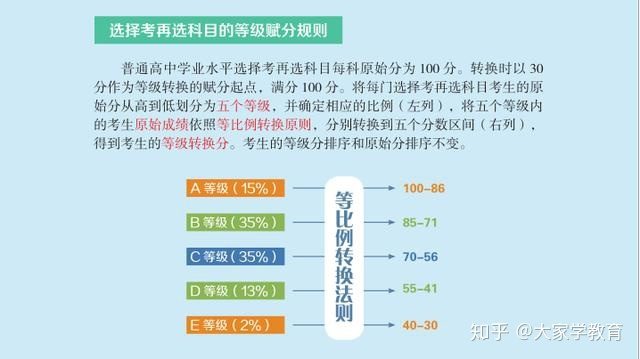 选择考再选科目的等级赋分规则
普通高中学业水平选择考再选科目每科原始分为 100 分。转换时以 30
分作为等级转换的赋分起点，满分 100 分。将每门选择考再选科目考生的原
始分从高到低划分为五个等级，并确定相应的比例（左列），将五个等级内
的考生原始成绩依照等比例转换原则，分别转换到五个分数区间（右列），
得到考生的等级转换分。考生的等级分排序和原始分排序不变。
A 等级（15%）
100-86
B 等级（35%）
85-71
C 等级（35%）
70-56
D 等级（13%）
55-41
E 等级（2%）
40-30
等比例转换法则
知乎 @大家学教育